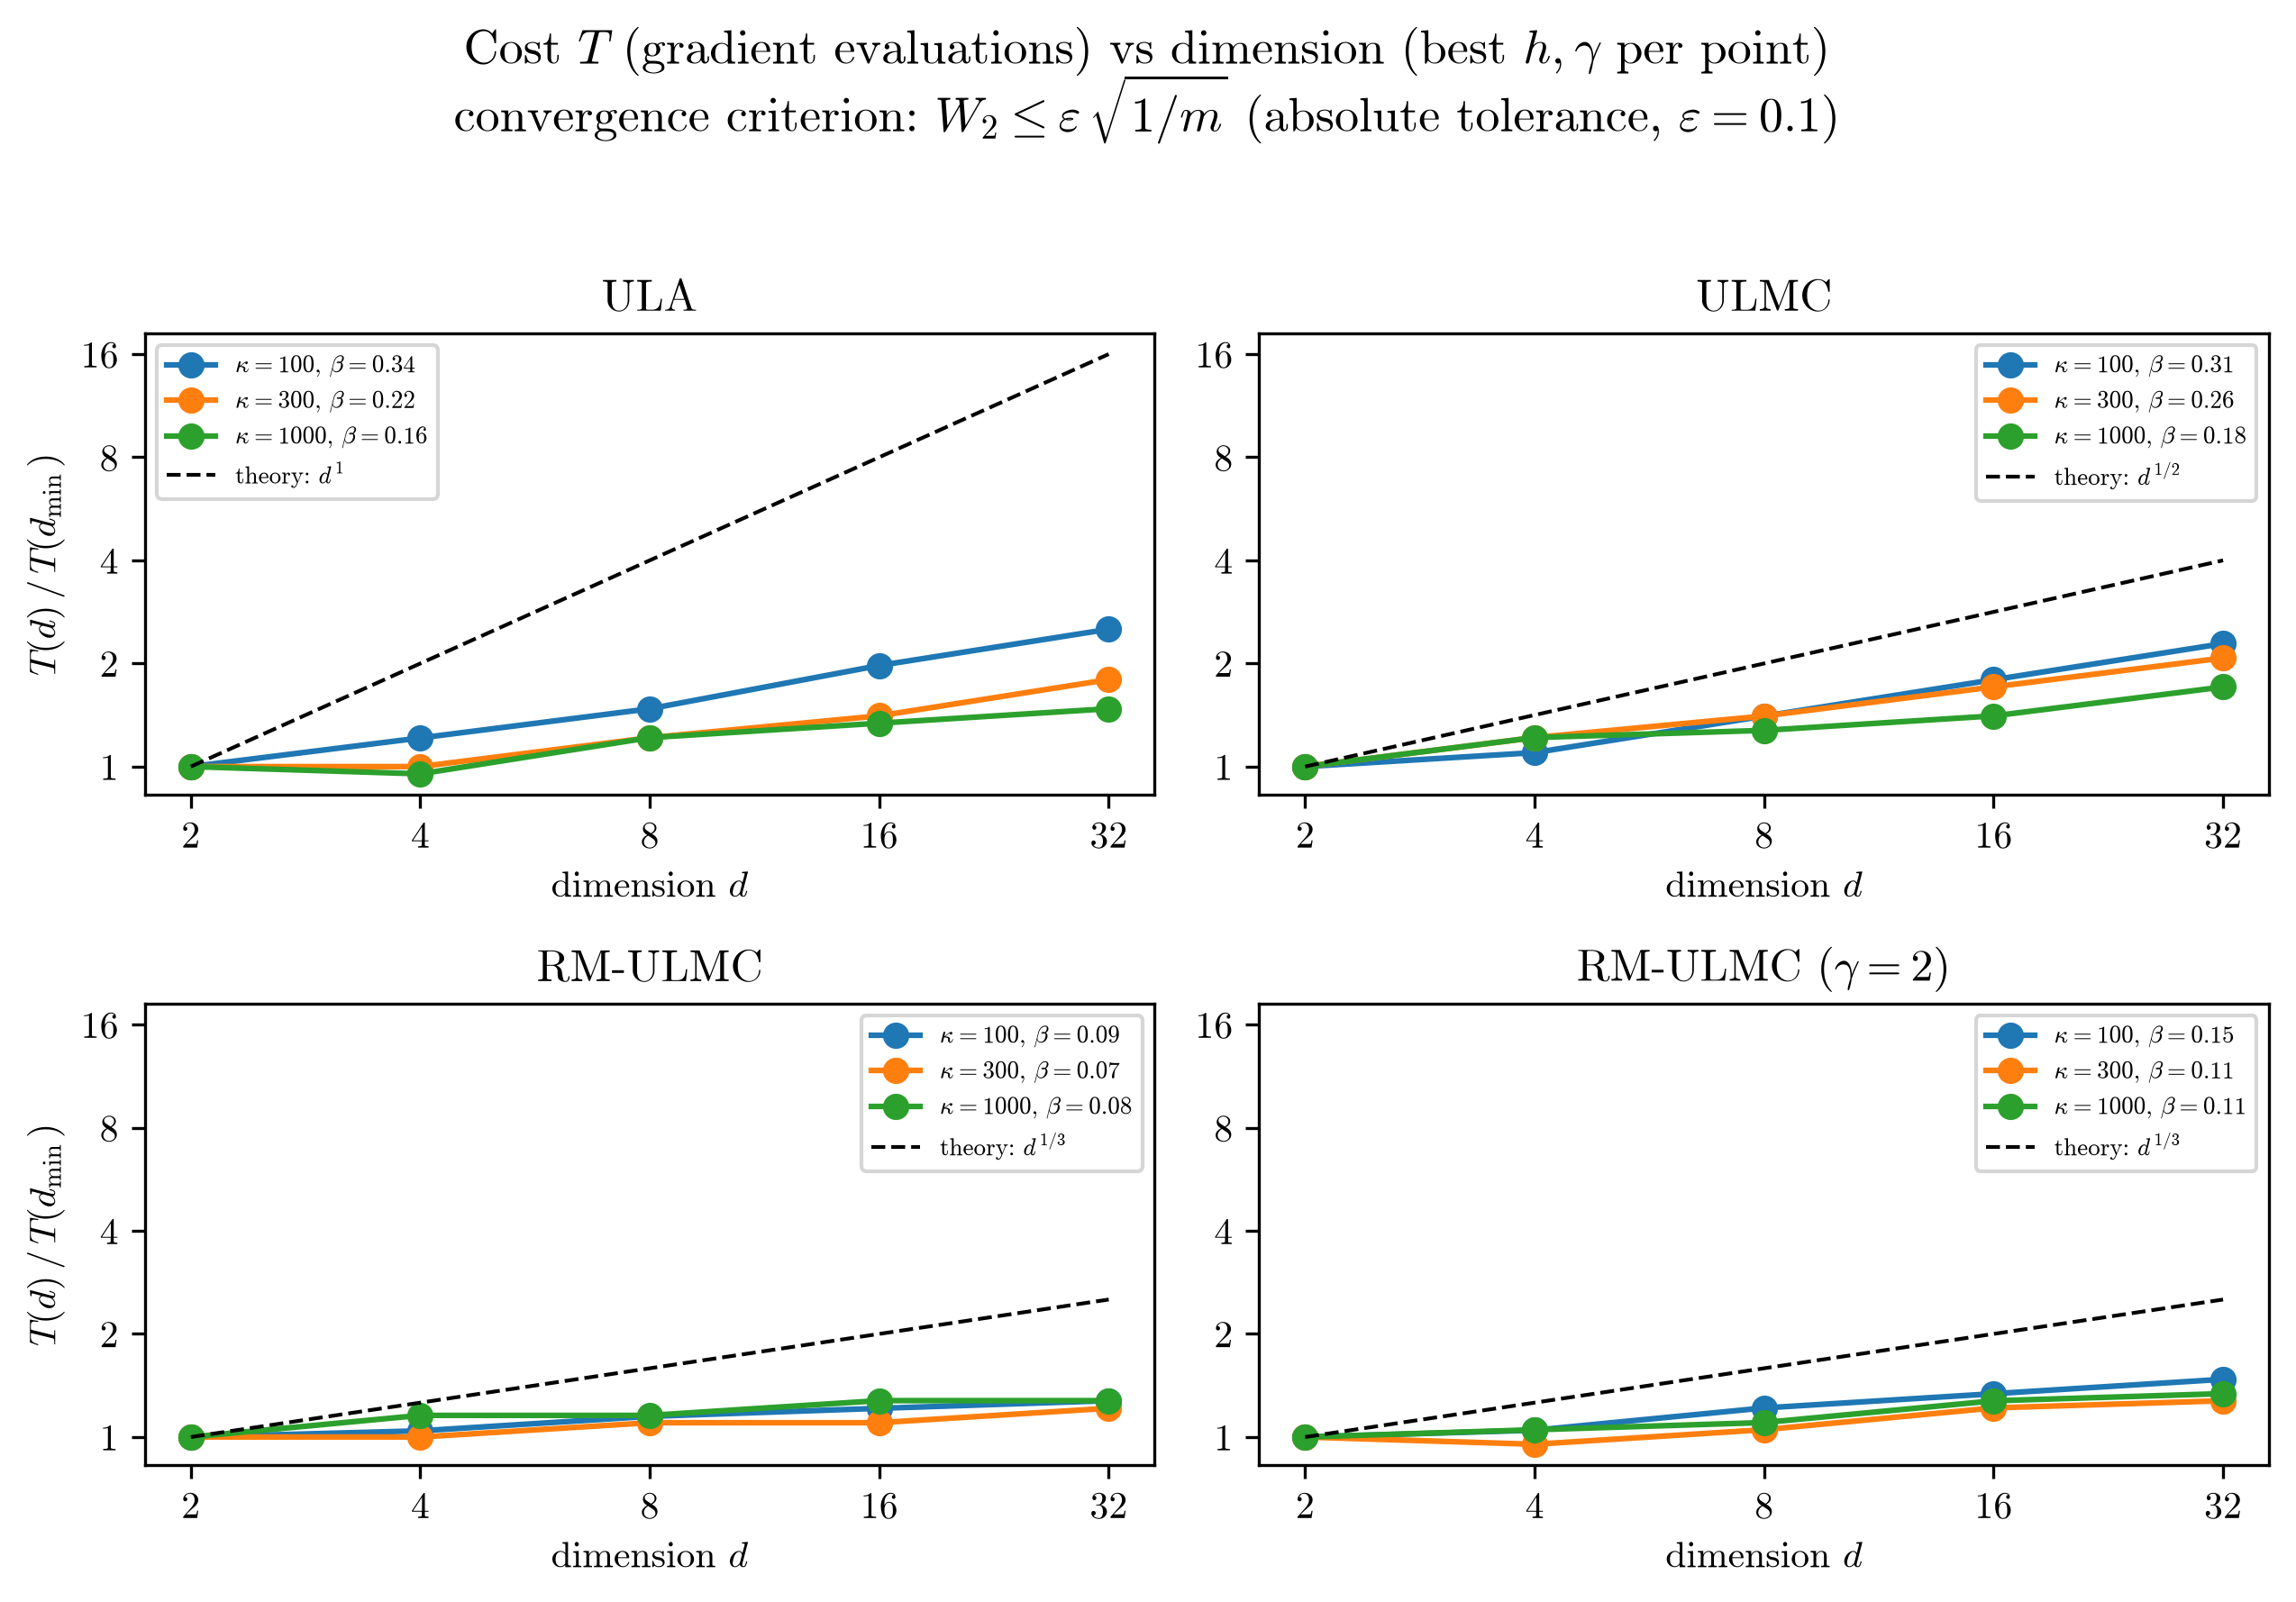 Cost T (gradient evaluations) vs dimension (best h, γ per point)
convergence criterion: W₂ ≤ ε √(1/m) (absolute tolerance, ε = 0.1)
ULA
T(d) / T(d_min)
16
8
4
2
1
κ = 100, β = 0.34
κ = 300, β = 0.22
κ = 1000, β = 0.16
theory: d¹
2 4 8 16 32
dimension d
ULMC
16
8
4
2
1
κ = 100, β = 0.31
κ = 300, β = 0.26
κ = 1000, β = 0.18
theory: d^{1/2}
2 4 8 16 32
dimension d
RM-ULMC
T(d) / T(d_min)
16
8
4
2
1
κ = 100, β = 0.09
κ = 300, β = 0.07
κ = 1000, β = 0.08
theory: d^{1/3}
2 4 8 16 32
dimension d
RM-ULMC (γ = 2)
16
8
4
2
1
κ = 100, β = 0.15
κ = 300, β = 0.11
κ = 1000, β = 0.11
theory: d^{1/3}
2 4 8 16 32
dimension d